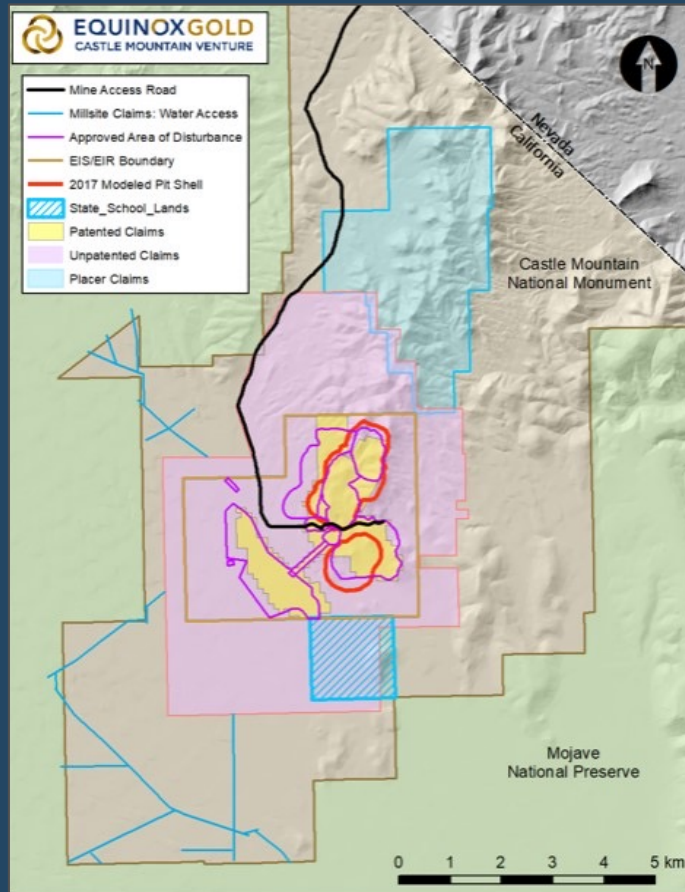 EQUINOXGOLD
CASTLE MOUNTAIN VENTURE
Mine Access Road
Millsite Claims: Water Access
Approved Area of Disturbance
EIS/EIR Boundary
2017 Modeled Pit Shell
State_School_Lands
Patented Claims
Unpatented Claims
Placer Claims
N
Nevada
California
Castle Mountain
National Monument
Mojave
National Preserve
0 1 2 3 4 5 km